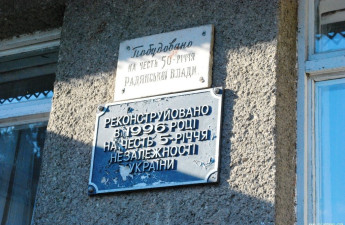 Побудовано
на честь 50-річчя
Радянської влади
РЕКОНСТРУЙОВАНО
В 1996 РОЦІ
НА ЧЕСТЬ 5-РІЧЧЯ
НЕЗАЛЕЖНОСТІ
УКРАЇНИ